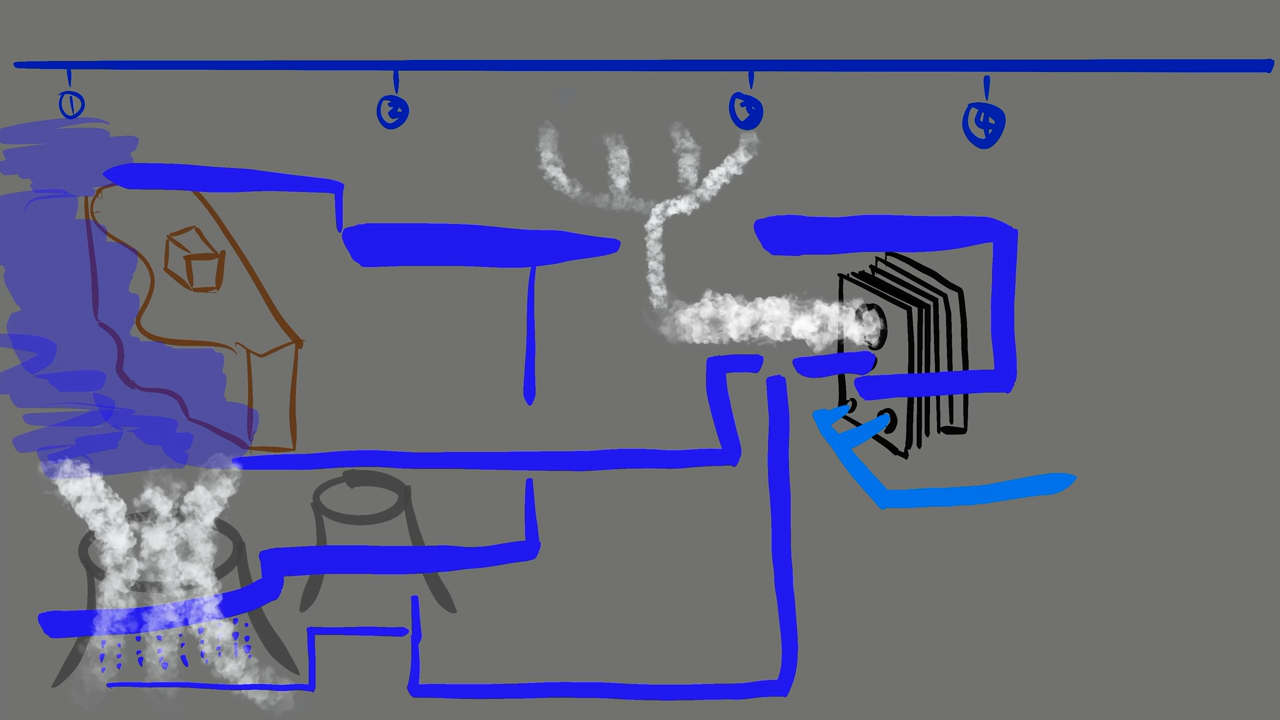 ① ② ③ ④